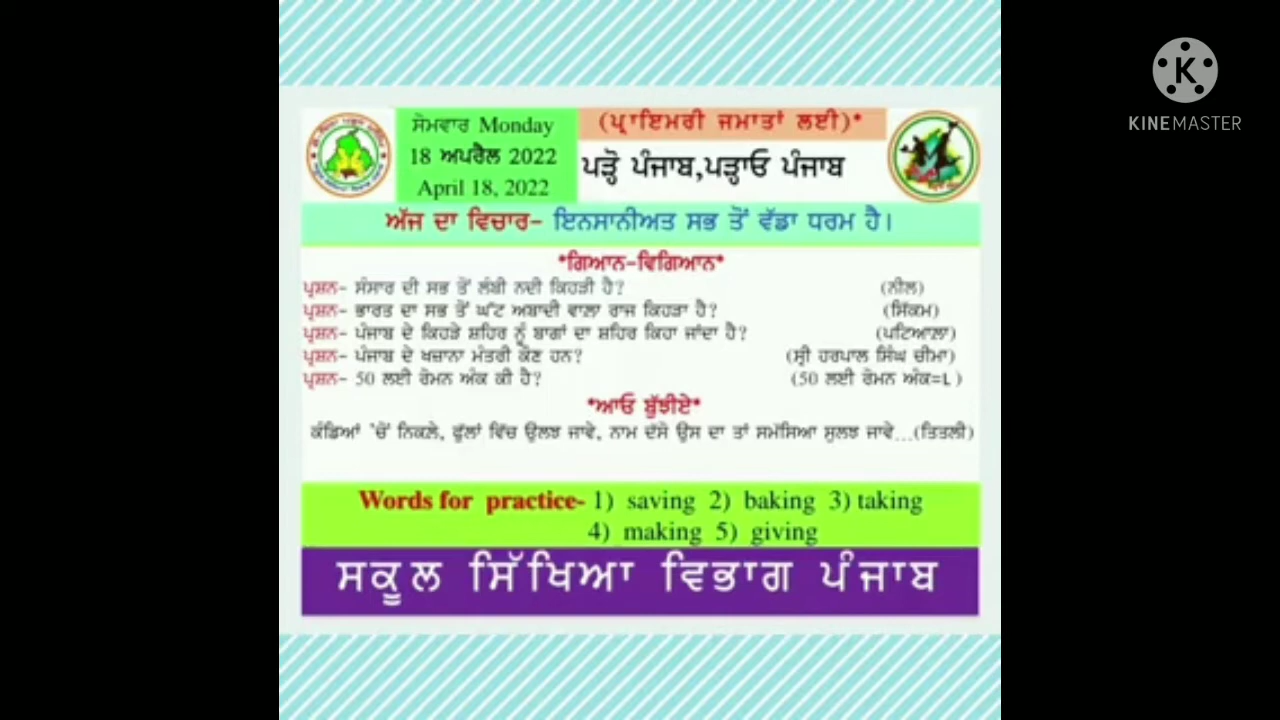 ਸੋਮਵਾਰ Monday
18 ਅਪਰੈਲ 2022
April 18, 2022
(ਪ੍ਰਾਇਮਰੀ ਜਮਾਤਾਂ ਲਈ)*
ਪੜ੍ਹੋ ਪੰਜਾਬ,ਪੜ੍ਹਾਓ ਪੰਜਾਬ
ਅੱਜ ਦਾ ਵਿਚਾਰ- ਇਨਸਾਨੀਅਤ ਸਭ ਤੋਂ ਵੱਡਾ ਧਰਮ ਹੈ।
*ਗਿਆਨ-ਵਿਗਿਆਨ*
ਪ੍ਰਸ਼ਨ- ਸੰਸਾਰ ਦੀ ਸਭ ਤੋਂ ਲੰਬੀ ਨਦੀ ਕਿਹੜੀ ਹੈ? (ਨੀਲ)
ਪ੍ਰਸ਼ਨ- ਭਾਰਤ ਦਾ ਸਭ ਤੋਂ ਘੱਟ ਅਬਾਦੀ ਵਾਲਾ ਰਾਜ ਕਿਹੜਾ ਹੈ? (ਸਿੱਕਮ)
ਪ੍ਰਸ਼ਨ- ਪੰਜਾਬ ਦੇ ਕਿਹੜੇ ਸ਼ਹਿਰ ਨੂੰ ਬਾਗਾਂ ਦਾ ਸ਼ਹਿਰ ਕਿਹਾ ਜਾਂਦਾ ਹੈ? (ਪਟਿਆਲਾ)
ਪ੍ਰਸ਼ਨ- ਪੰਜਾਬ ਦੇ ਖਜ਼ਾਨਾ ਮੰਤਰੀ ਕੌਣ ਹਨ? (ਸ੍ਰੀ ਹਰਪਾਲ ਸਿੰਘ ਚੀਮਾ)
ਪ੍ਰਸ਼ਨ- 50 ਲਈ ਰੋਮਨ ਅੰਕ ਕੀ ਹੈ? (50 ਲਈ ਰੋਮਨ ਅੰਕ=L )
*ਆਓ ਬੁੱਝੀਏ*
ਕੰਡਿਆਂ 'ਚੋਂ ਨਿਕਲੇ, ਫੁੱਲਾਂ ਵਿੱਚ ਉਲਝ ਜਾਵੇ, ਨਾਮ ਦੱਸੋ ਉਸ ਦਾ ਤਾਂ ਸਮੱਸਿਆ ਸੁਲਝ ਜਾਵੇ...(ਤਿਤਲੀ)
Words for practice- 1) saving 2) baking 3) taking
4) making 5) giving
ਸਕੂਲ ਸਿੱਖਿਆ ਵਿਭਾਗ ਪੰਜਾਬ
K
KINEMASTER